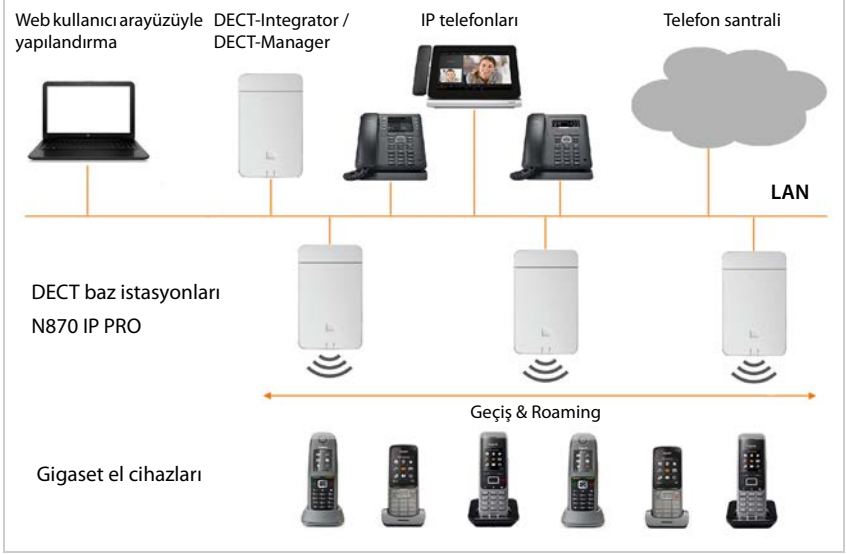 Web kullanıcı arayüzüyle
yapılandırma
DECT-Integrator /
DECT-Manager
IP telefonları
Telefon santrali
LAN
DECT baz istasyonları
N870 IP PRO
Geçiş & Roaming
Gigaset el cihazları